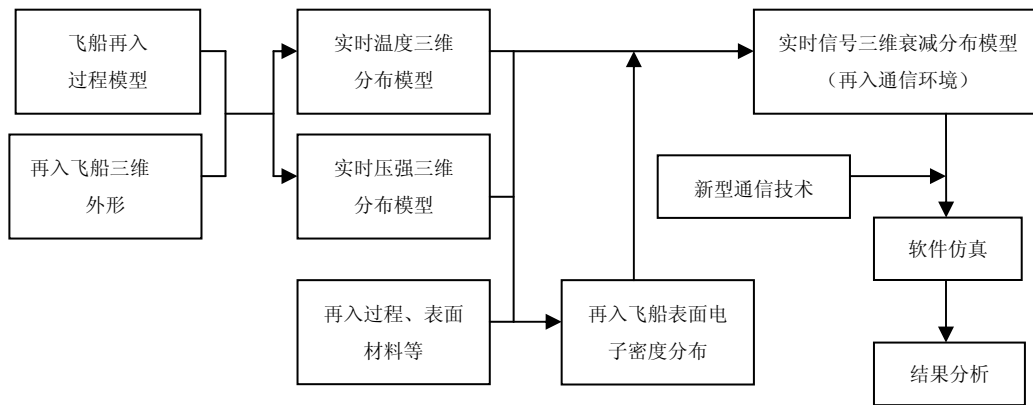 飞船再入
过程模型
再入飞船三维
外形
实时温度三维
分布模型
实时压强三维
分布模型
再入过程、表面
材料等
再入飞船表面电
子密度分布
实时信号三维衰减分布模型
（再入通信环境）
新型通信技术
软件仿真
结果分析